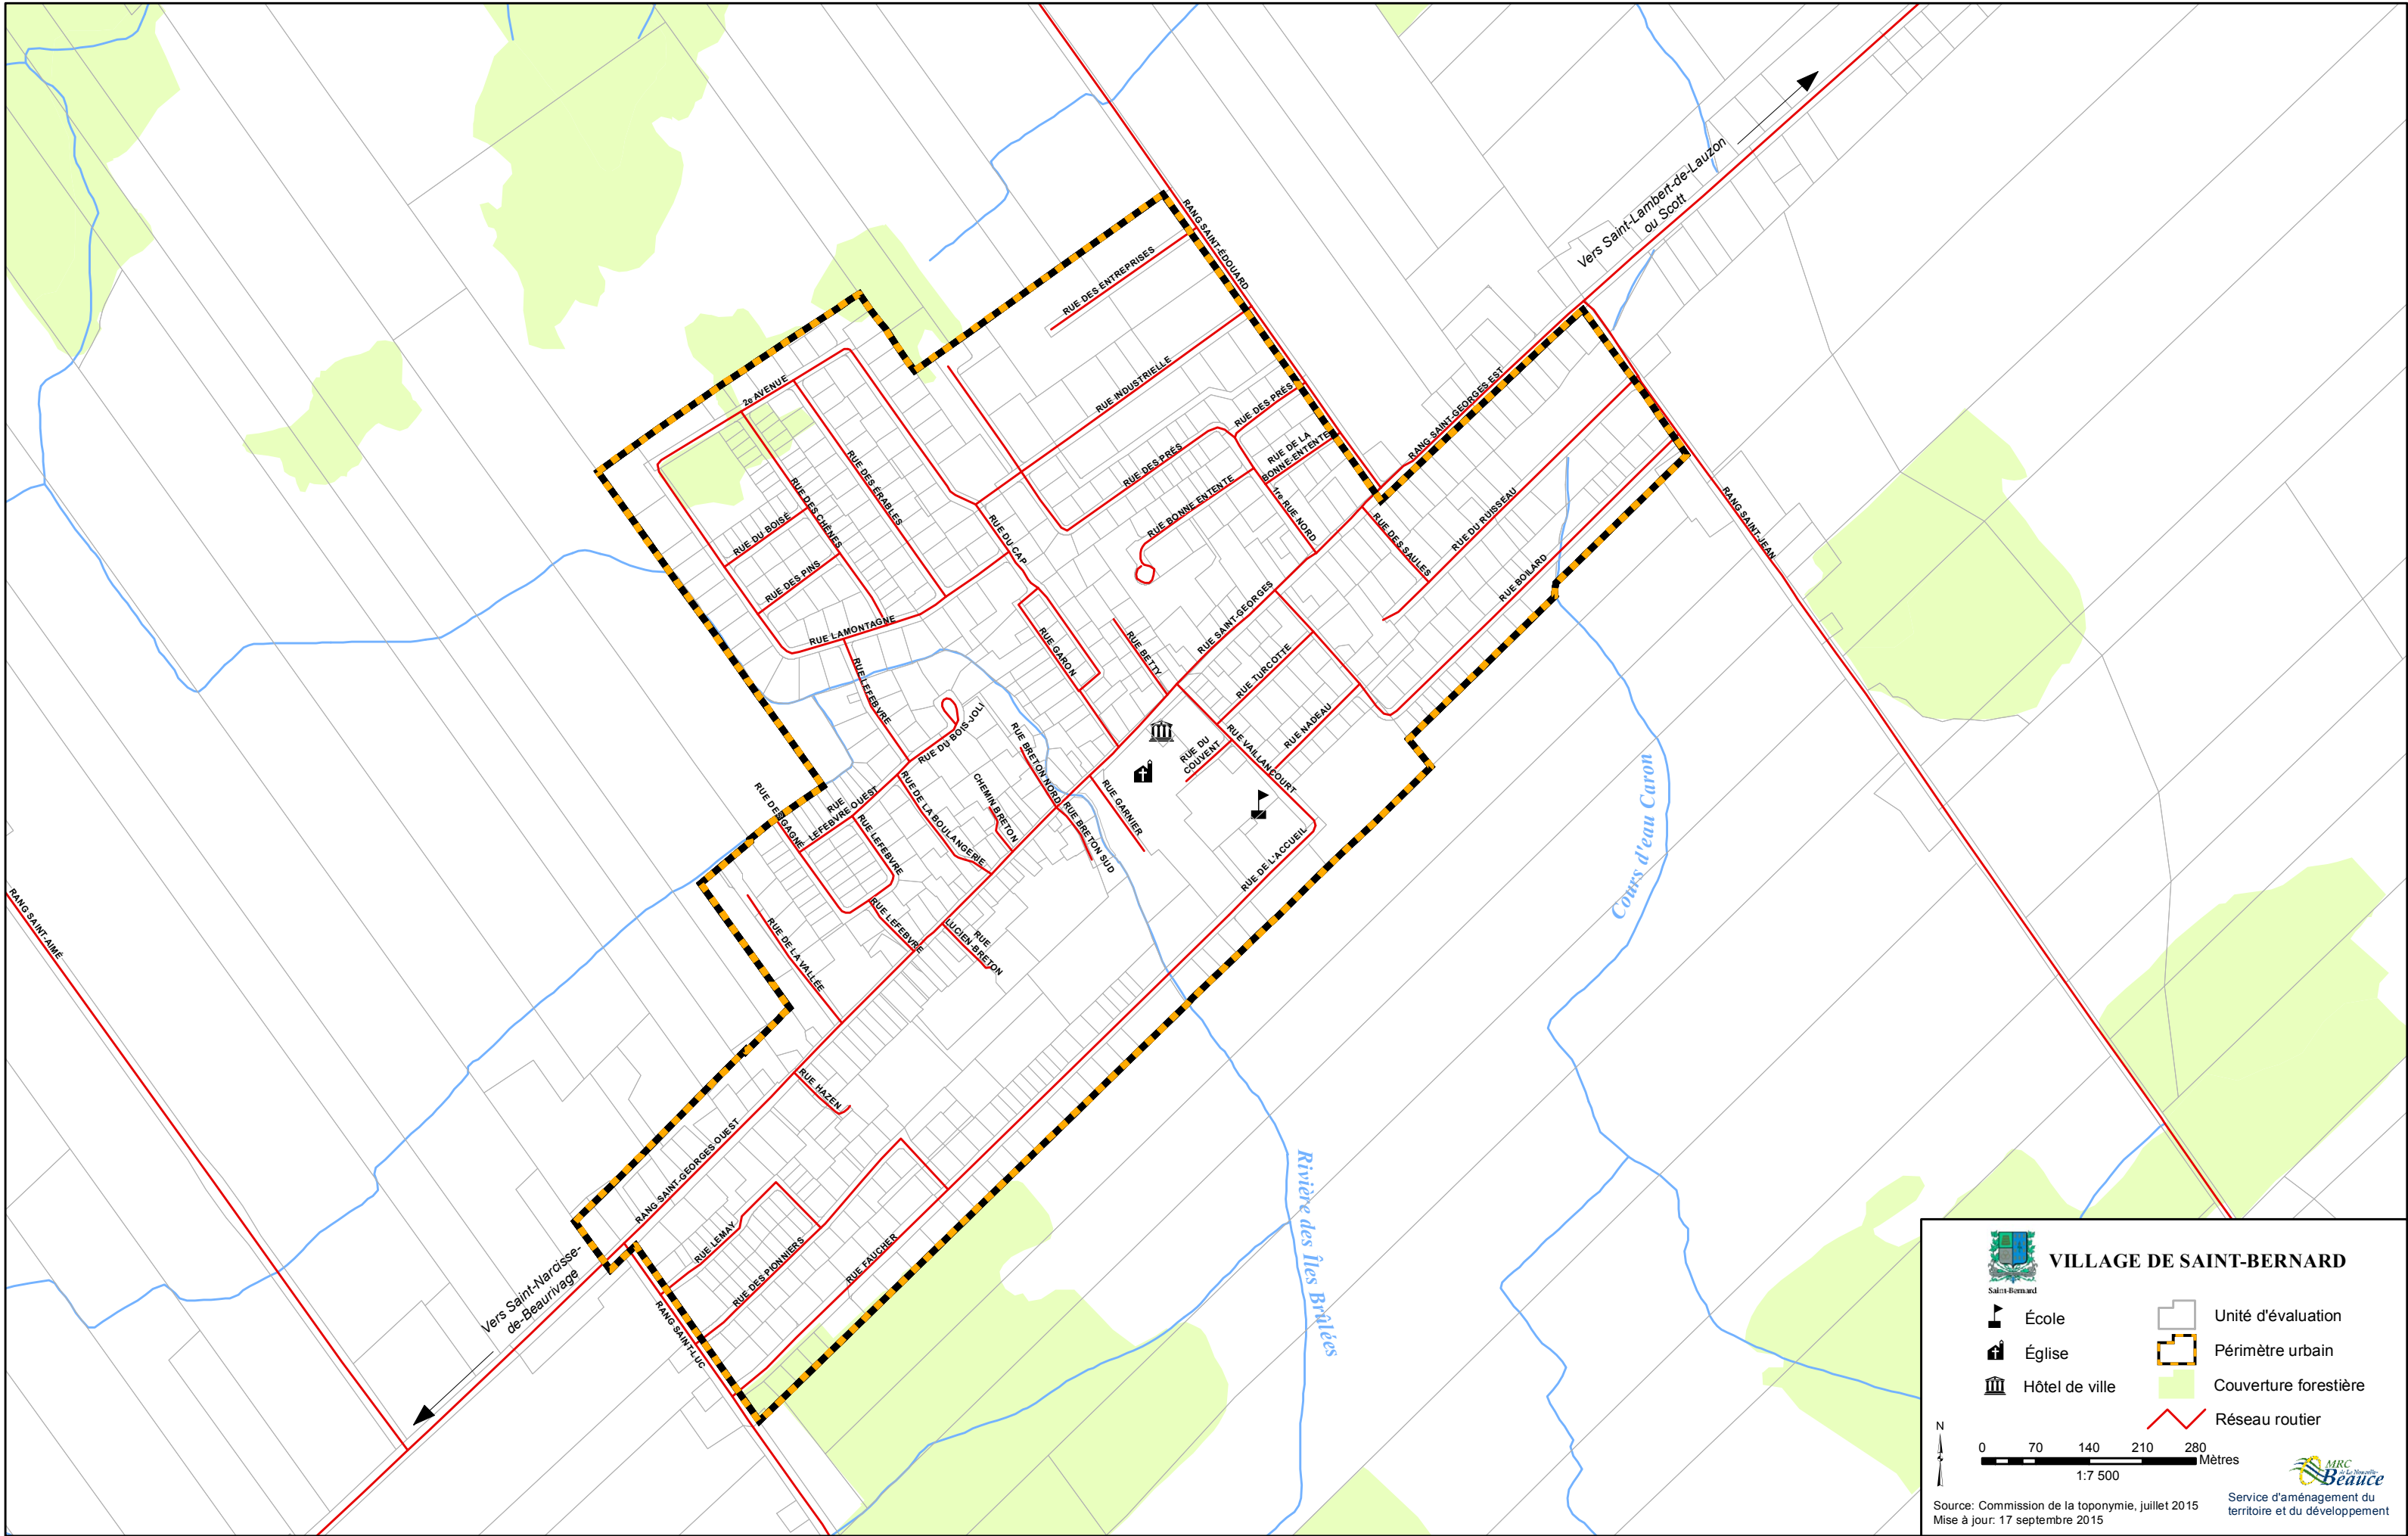 RANG SAINT-ÉDOUARD
Vers Saint-Lambert-de-Lauzon
ou Scott
RUE DES ENTREPRISES
RUE INDUSTRIELLE
2e AVENUE
RUE DES PRÉS
RUE DES PRÉS
RUE DE LA
BONNE-ENTENTE
RANG SAINT-GEORGES EST
RUE DES ÉRABLES
RUE DES CHÊNES
RUE DU BOISÉ
RUE DES PINS
RUE BONNE ENTENTE
1re RUE NORD
RUE DES SAULES
RUE DU RUISSEAU
RUE BOILARD
RANG SAINT-JEAN
RUE DU CAP
RUE LAMONTAGNE
RUE GARON
RUE BETTY
RUE SAINT-GEORGES
RUE TURCOTTE
RUE NADEAU
RUE VAILLANCOURT
RUE DU
COUVENT
RUE LEFEBVRE
RUE DU BOIS-JOLI
RUE BRETON NORD
CHEMIN BRETON
RUE BRETON SUD
RUE GARNIER
RUE DE L'ACCUEIL
RUE DE LA BOULANGERIE
RUE
LEFEBVRE OUEST
RUE DES GAGNÉ
RUE LEFEBVRE
RUE LEFEBVRE
RUE
LUCIEN-BRETON
RUE DE LA VALLÉE
RANG SAINT-AIMÉ
RUE HAZEN
RANG SAINT-GEORGES OUEST
RUE LEMAY
RUE DES PIONNIERS
RUE FAUCHER
RANG SAINT-LUC
Vers Saint-Narcisse-
de-Beaurivage
Cours d'eau Caron
Rivière des Îles Brûlées
Saint-Bernard
VILLAGE DE SAINT-BERNARD
École
Église
Hôtel de ville
Unité d'évaluation
Périmètre urbain
Couverture forestière
Réseau routier
N
0 70 140 210 280
Mètres
1:7 500
MRC
de La Nouvelle-
Beauce
Service d'aménagement du
territoire et du développement
Source: Commission de la toponymie, juillet 2015
Mise à jour: 17 septembre 2015